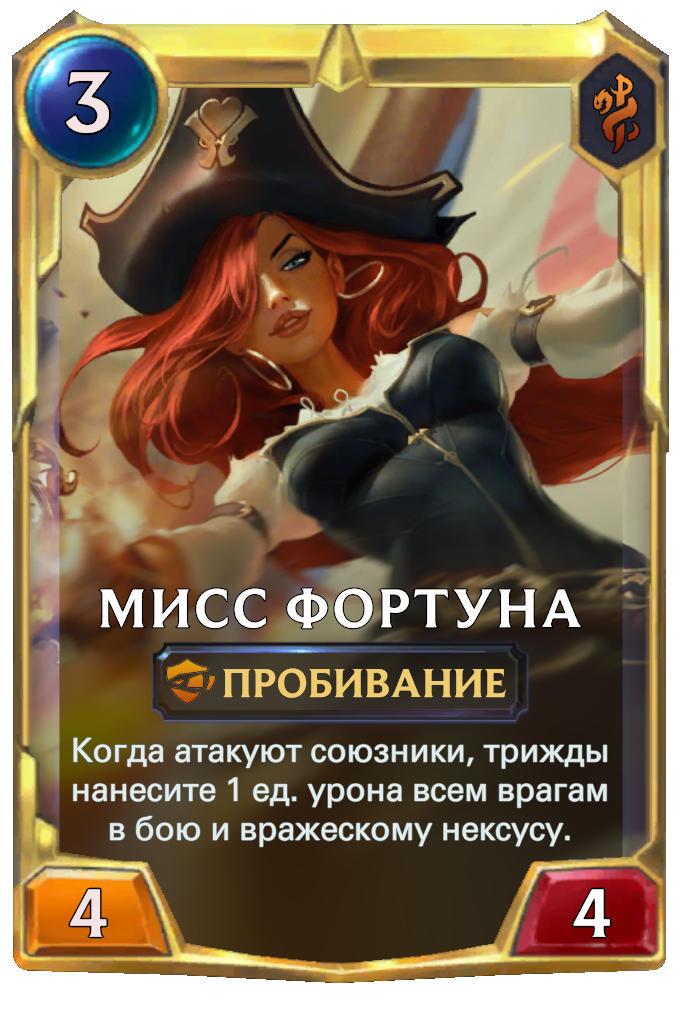 3
МИСС ФОРТУНА
ПРОБИВАНИЕ
Когда атакуют союзники, трижды
нанесите 1 ед. урона всем врагам
в бою и вражескому нексусу.
4
4